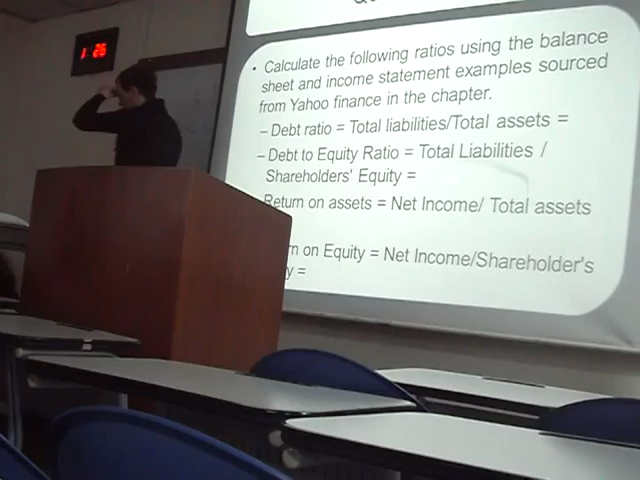 1:26
• Calculate the following ratios using the balance
sheet and income statement examples sourced
from Yahoo finance in the chapter.
– Debt ratio = Total liabilities/Total assets =
– Debt to Equity Ratio = Total Liabilities /
Shareholders' Equity =
Return on assets = Net Income/ Total assets
on Equity = Net Income/Shareholder's
=